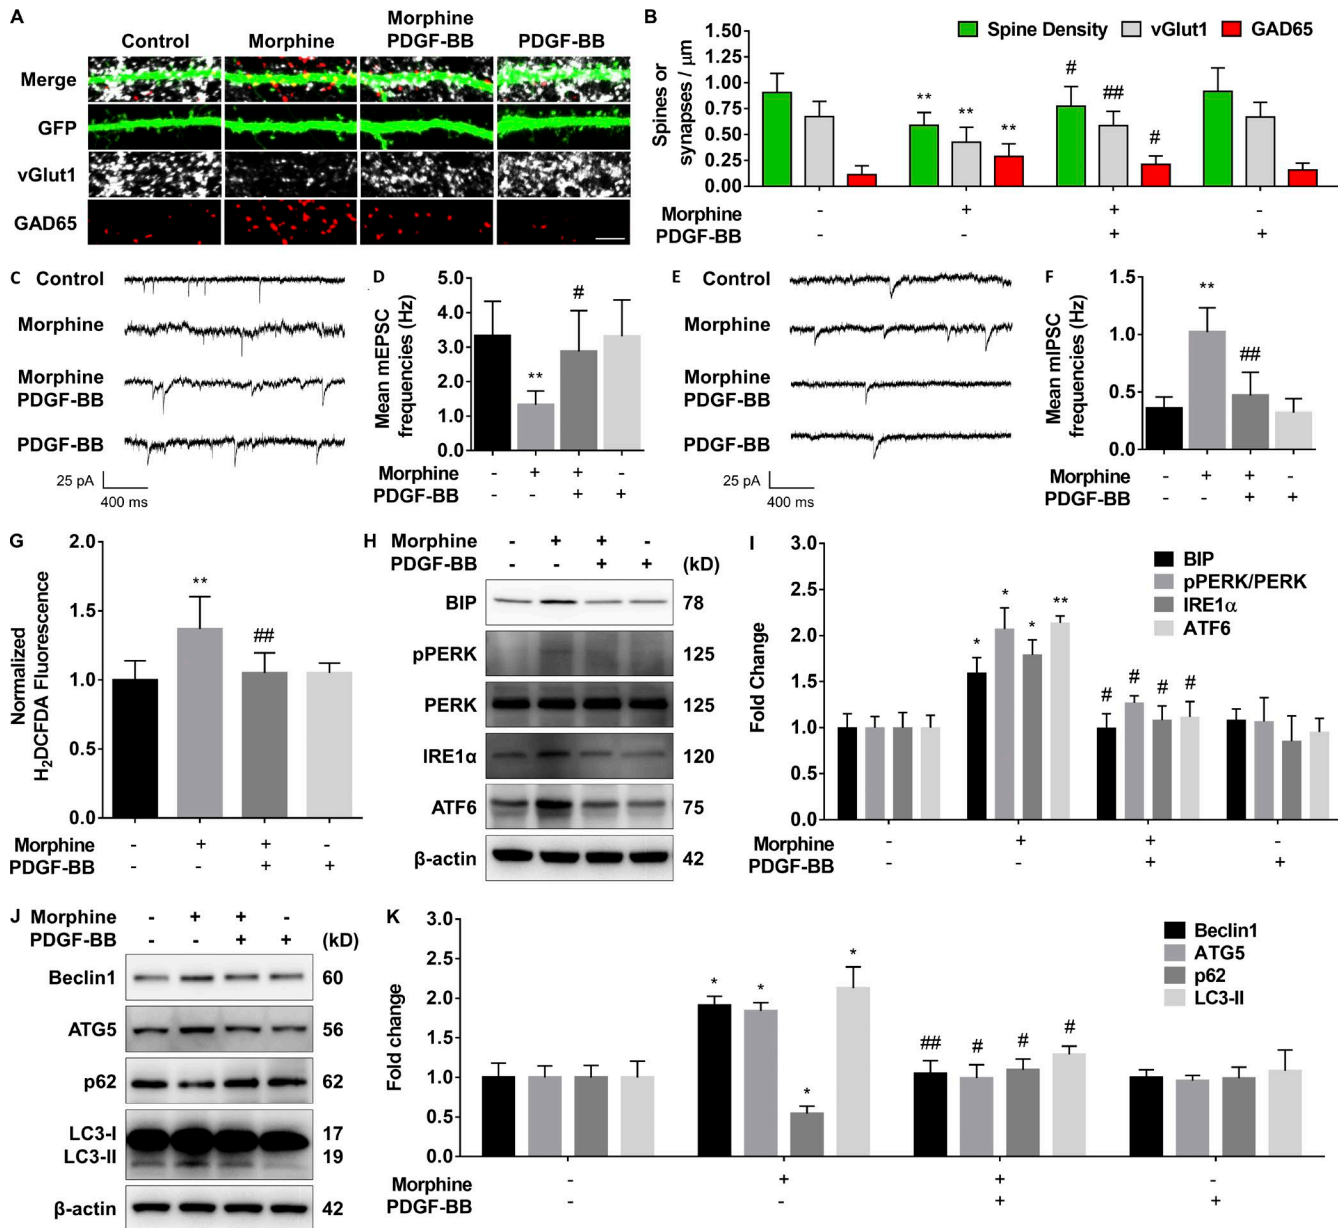 A
Control
Morphine
Morphine
PDGF-BB
PDGF-BB
Merge
GFP
vGlut1
GAD65
B
Spine Density
vGlut1
GAD65
Spines or
synapses / μm
1.50
1.25
1.00
0.75
0.50
0.25
0.00
** ** **
# ## #
Morphine - + + -
PDGF-BB - - + +
C
Control
Morphine
Morphine
PDGF-BB
PDGF-BB
25 pA
400 ms
D
Mean mEPSC
frequencies (Hz)
5.0
4.0
3.0
2.0
1.0
0.0
**
#
Morphine - + + -
PDGF-BB - - + +
E
Control
Morphine
Morphine
PDGF-BB
PDGF-BB
25 pA
400 ms
F
Mean mIPSC
frequencies (Hz)
1.5
1.0
0.5
0.0
**
##
Morphine - + + -
PDGF-BB - - + +
G
Normalized
H₂DCFDA Fluorescence
2.0
1.5
1.0
0.5
0.0
**
##
Morphine - + + -
PDGF-BB - - + +
H
Morphine - + + -
PDGF-BB - - + + (kD)
BIP 78
pPERK 125
PERK 125
IRE1α 120
ATF6 75
β-actin 42
I
BIP
pPERK/PERK
IRE1α
ATF6
Fold Change
3.0
2.5
2.0
1.5
1.0
0.5
0.0
* * * **
# # # #
Morphine - + + -
PDGF-BB - - + +
J
Morphine - + + -
PDGF-BB - - + + (kD)
Beclin1 60
ATG5 56
p62 62
LC3-I 17
LC3-II 19
β-actin 42
K
Beclin1
ATG5
p62
LC3-II
Fold change
3.0
2.5
2.0
1.5
1.0
0.5
0.0
* * * *
## # # #
Morphine - + + -
PDGF-BB - - + +